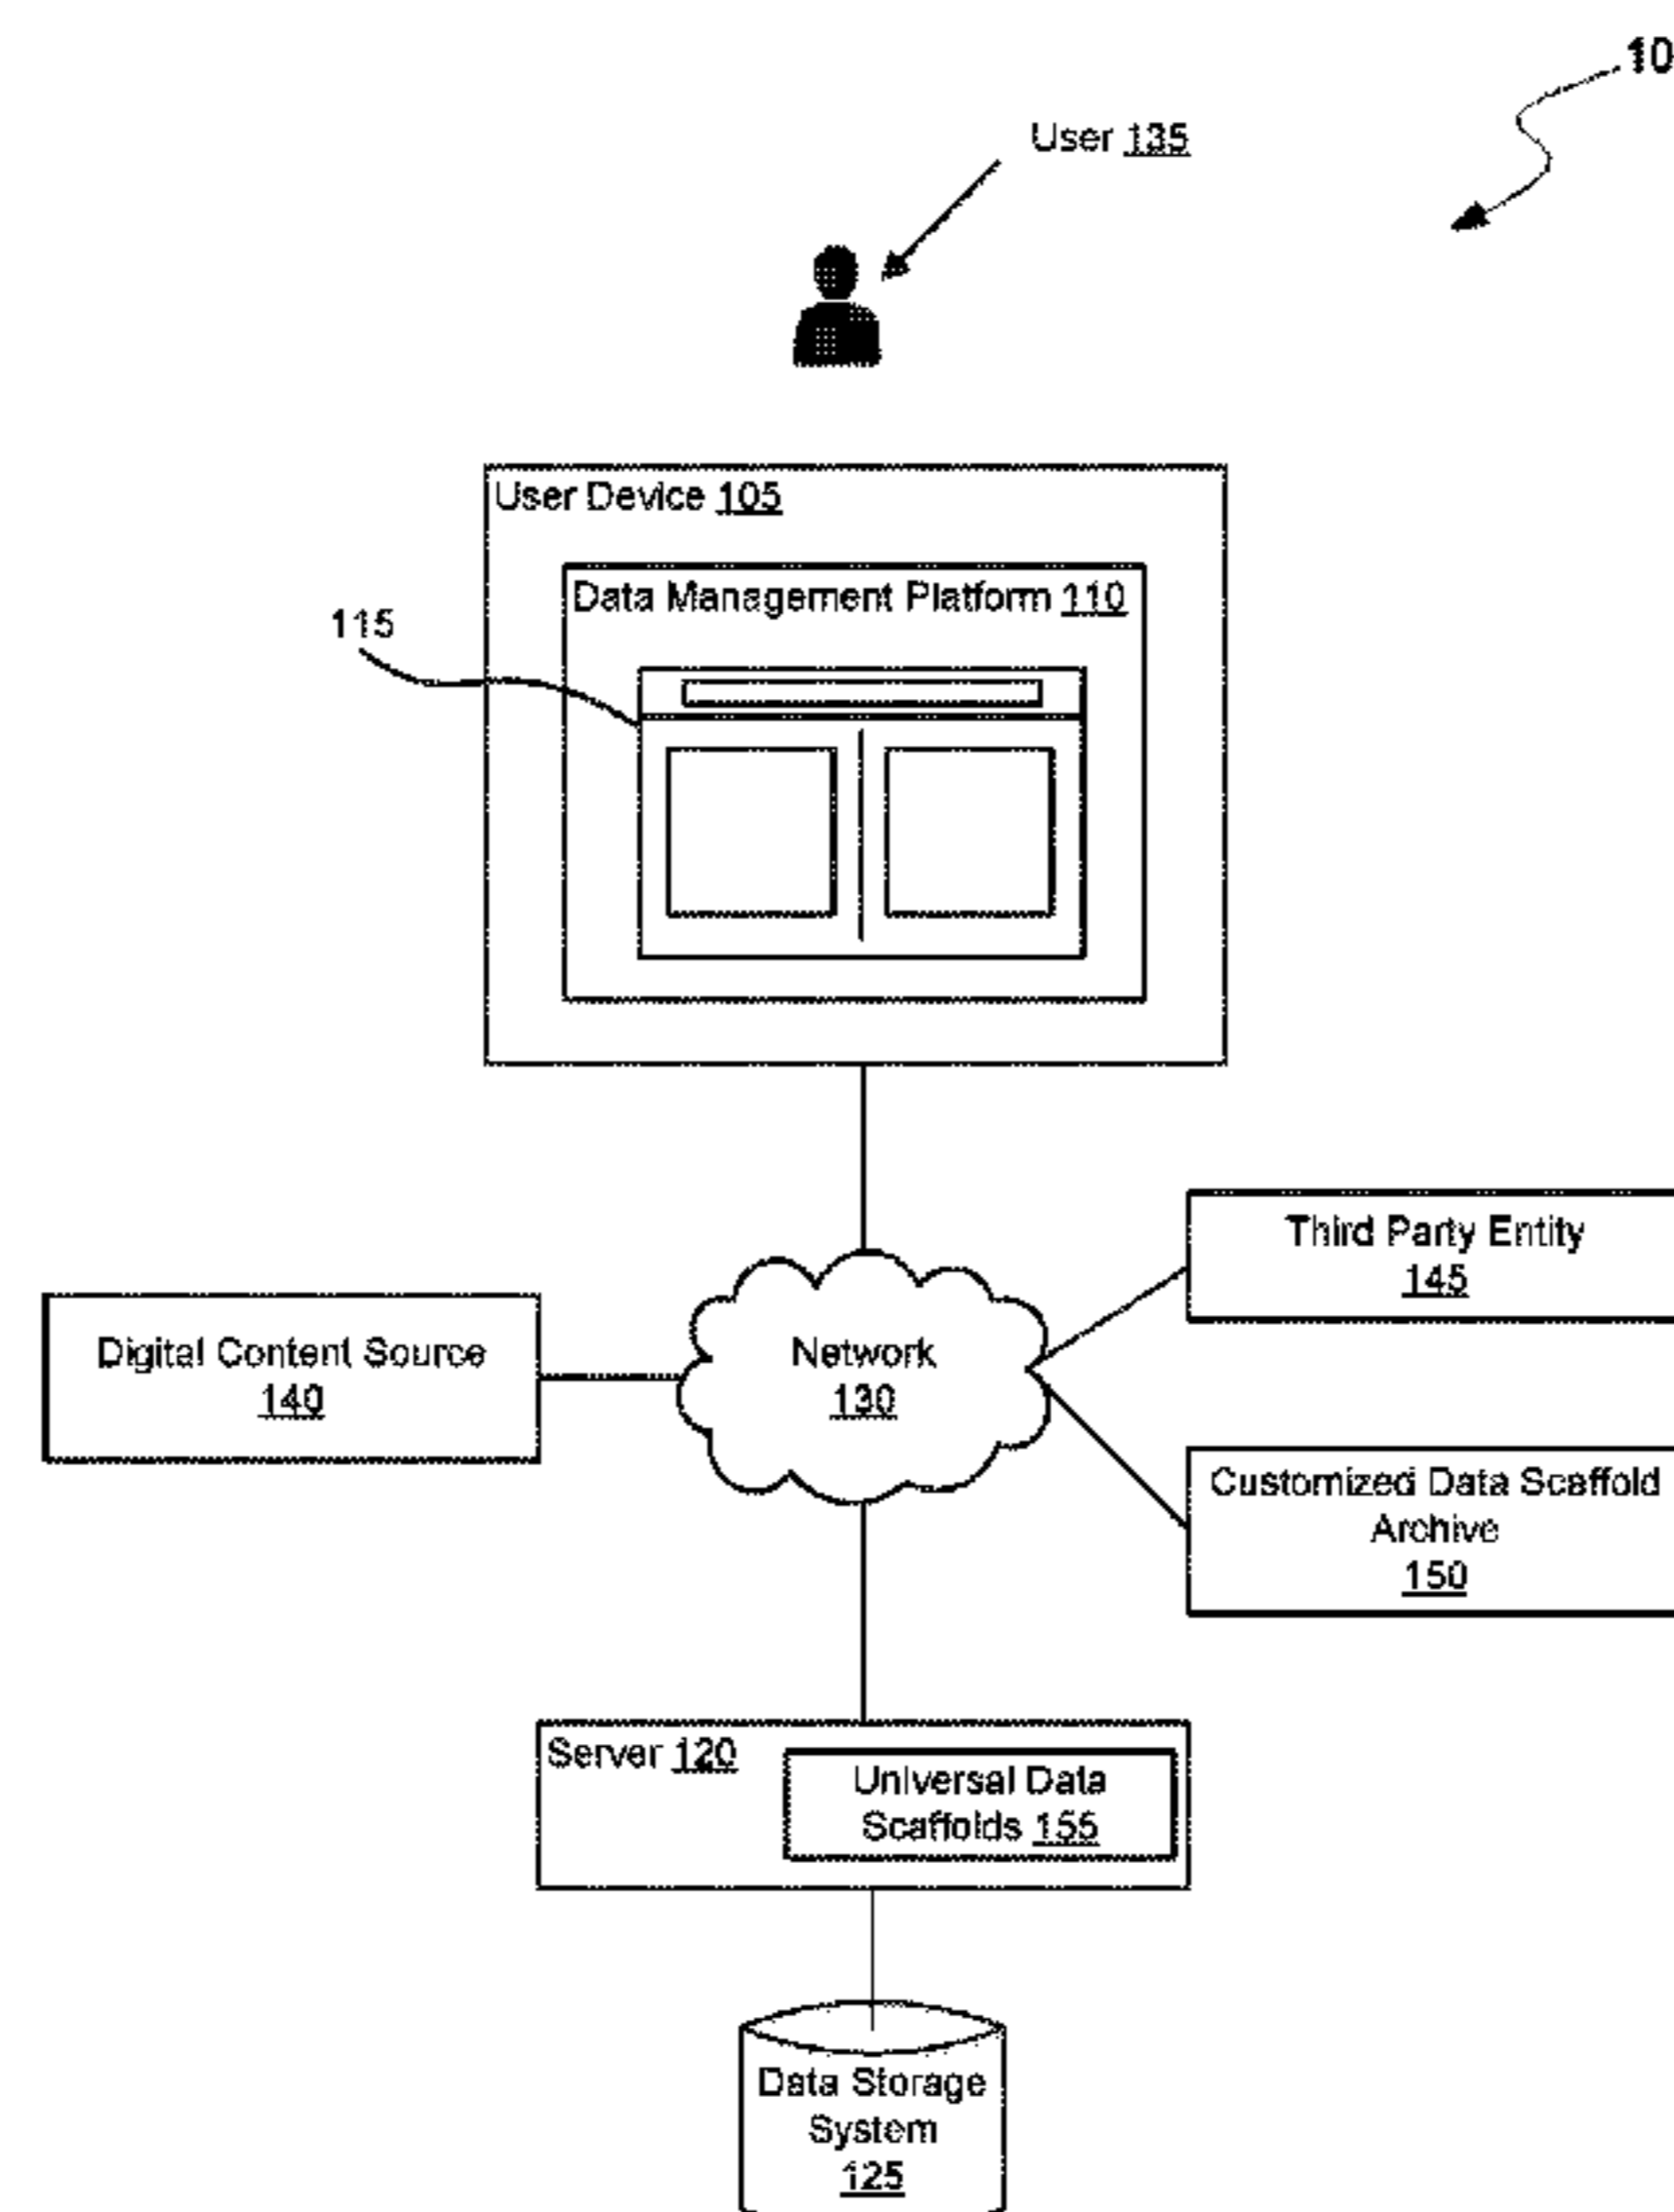 10
User 135
User Device 105
Data Management Platform 110
115
Third Party Entity
145
Digital Content Source
140
Network
130
Customized Data Scaffold
Archive
150
Server 120
Universal Data
Scaffolds 155
Data Storage
System
125